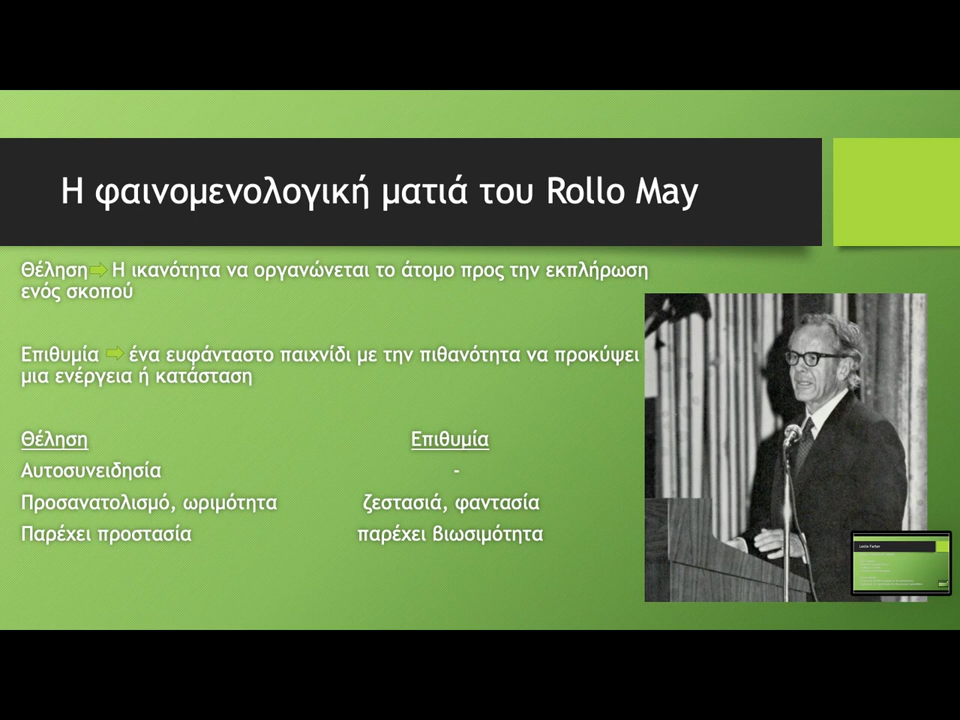 Η φαινομενολογική ματιά του Rollo May
Θέληση Η ικανότητα να οργανώνεται το άτομο προς την εκπλήρωση
ενός σκοπού
Επιθυμία ένα ευφάνταστο παιχνίδι με την πιθανότητα να προκύψει
μια ενέργεια ή κατάσταση
Θέληση Επιθυμία
Αυτοσυνειδησία -
Προσανατολισμό, ωριμότητα ζεστασιά, φαντασία
Παρέχει προστασία παρέχει βιωσιμότητα
Leslie Farber